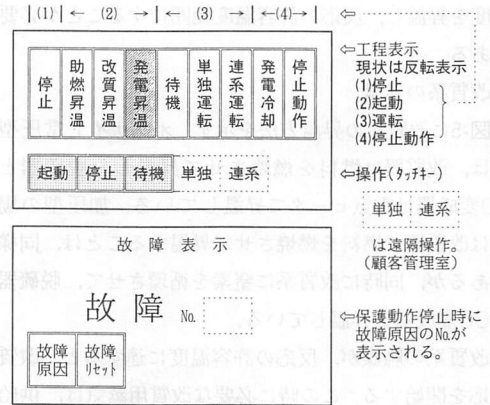 (1) ← (2) → (3) (4)→
停止 助燃昇温 改質昇温 発電昇温 待機 単独運転 連系運転 発電冷却 停止動作
⇦工程表示
現状は反転表示
(1)停止
(2)起動
(3)運転
(4)停止動作
起動 停止 待機 単独 連系
⇦操作(ﾀｯﾁｷｰ)
単独 連系
は遠隔操作。
(顧客管理室)
故障表示
故障 No.
⇦保護動作停止時に
故障原因のNo.が
表示される。
故障原因 故障ﾘｾｯﾄ